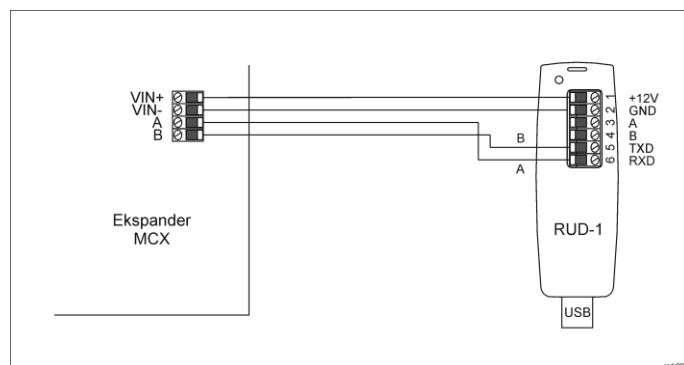 VIN+
VIN-
A
B
Ekspander
MCX
B
A
1
2
3
4
5
6
+12V
GND
A
B
TXD
RXD
RUD-1
USB